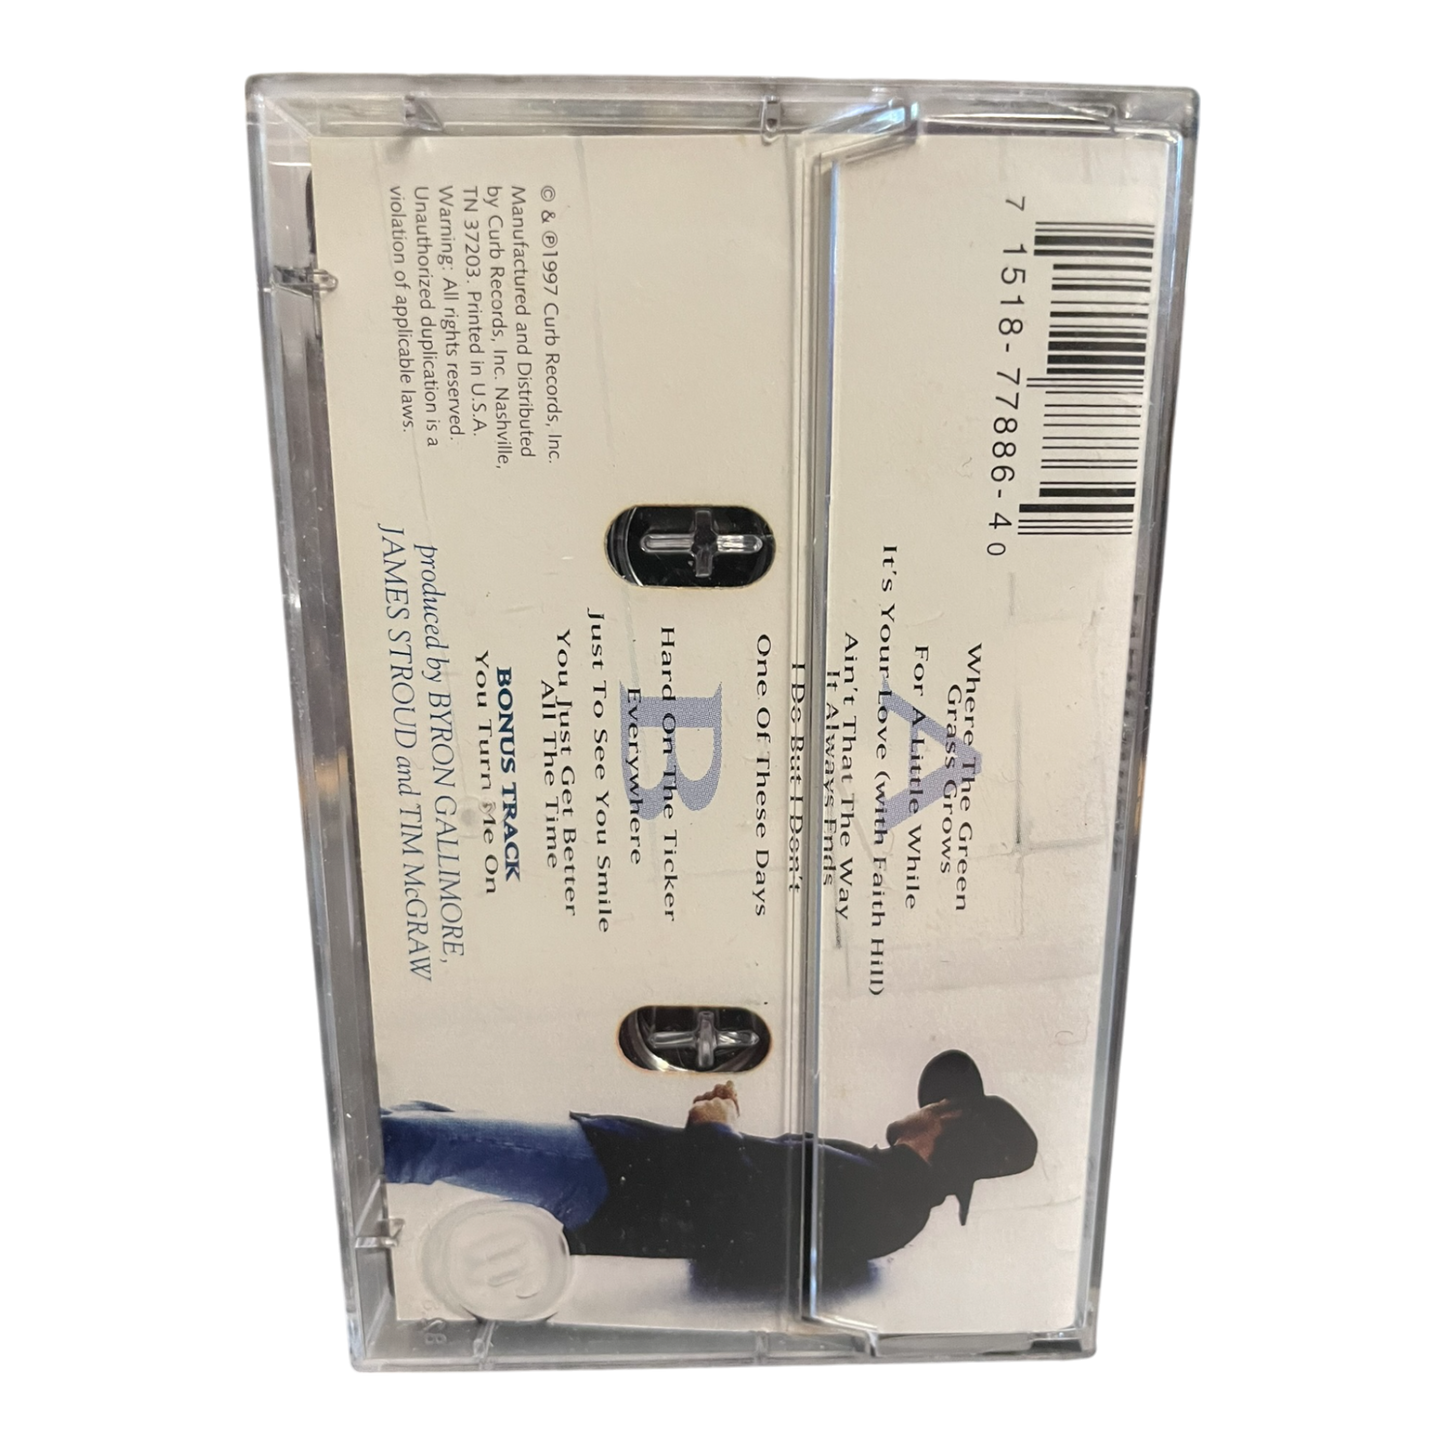 7 1518-77886-4 0
A
Where The Green
Grass Grows
For A Little While
It's Your Love (with Faith Hill)
Ain't That The Way
It Always Ends
I Do But I Don't
One Of These Days
B
Hard On The Ticker
Everywhere
Just To See You Smile
You Just Get Better
All The Time
BONUS TRACK
You Turn Me On
produced by BYRON GALLIMORE,
JAMES STROUD and TIM McGRAW
© & ℗1997 Curb Records, Inc.
Manufactured and Distributed
by Curb Records, Inc. Nashville,
TN 37203. Printed in U.S.A.
Warning: All rights reserved.
Unauthorized duplication is a
violation of applicable laws.